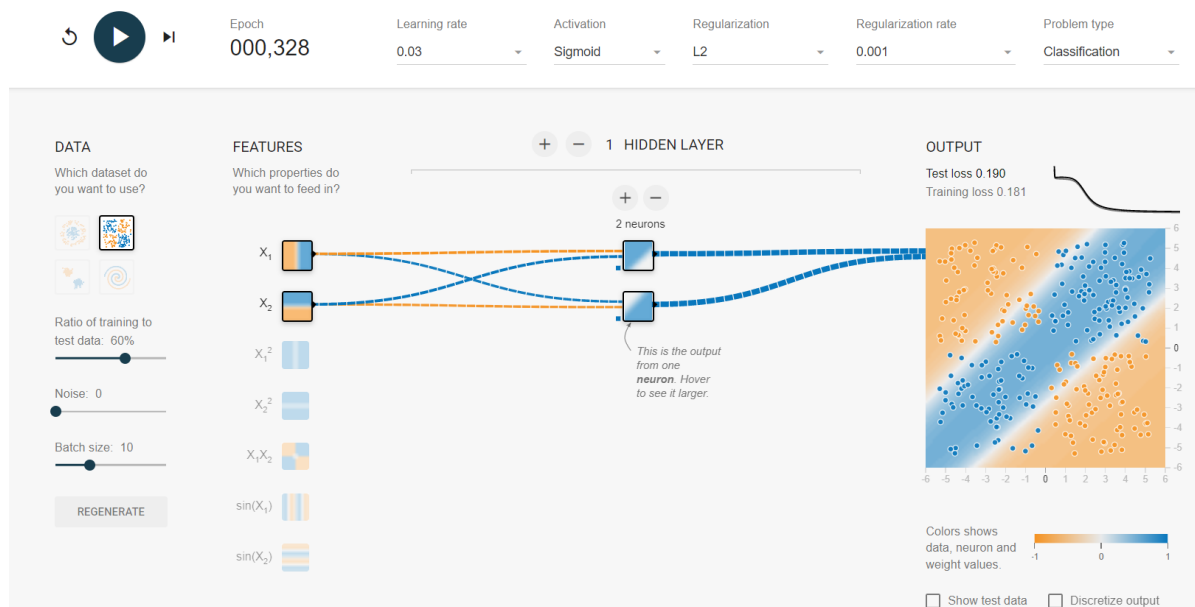 Epoch
000,328
Learning rate
0.03
Activation
Sigmoid
Regularization
L2
Regularization rate
0.001
Problem type
Classification
DATA
Which dataset do
you want to use?
Ratio of training to
test data: 60%
Noise: 0
Batch size: 10
REGENERATE
FEATURES
Which properties do
you want to feed in?
X1
X2
X1²
X2²
X1X2
sin(X1)
sin(X2)
+ − 1 HIDDEN LAYER
+ −
2 neurons
This is the output
from one
neuron. Hover
to see it larger.
OUTPUT
Test loss 0.190
Training loss 0.181
6
5
4
3
2
1
0
-1
-2
-3
-4
-5
-6
-6 -5 -4 -3 -2 -1 0 1 2 3 4 5 6
Colors shows
data, neuron and
weight values.
-1 0 1
Show test data
Discretize output